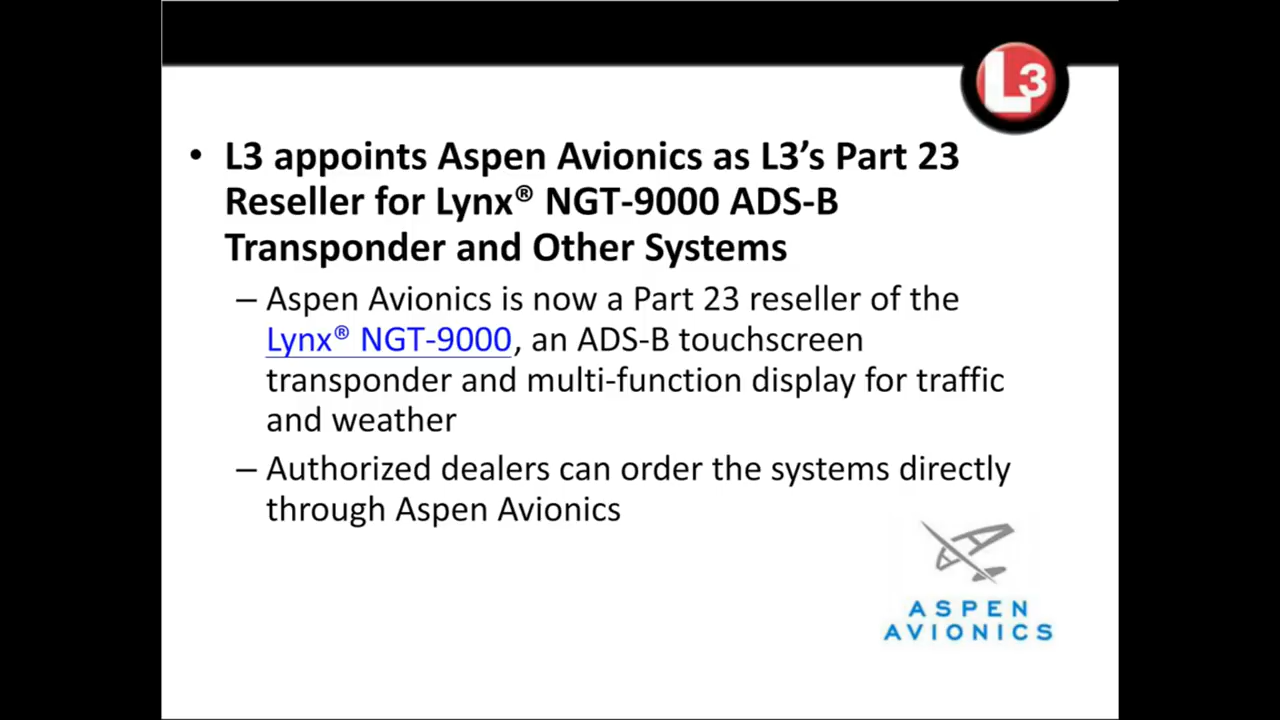 L3
• L3 appoints Aspen Avionics as L3’s Part 23
Reseller for Lynx® NGT-9000 ADS-B
Transponder and Other Systems
– Aspen Avionics is now a Part 23 reseller of the
Lynx® NGT-9000, an ADS-B touchscreen
transponder and multi-function display for traffic
and weather
– Authorized dealers can order the systems directly
through Aspen Avionics
ASPEN
AVIONICS